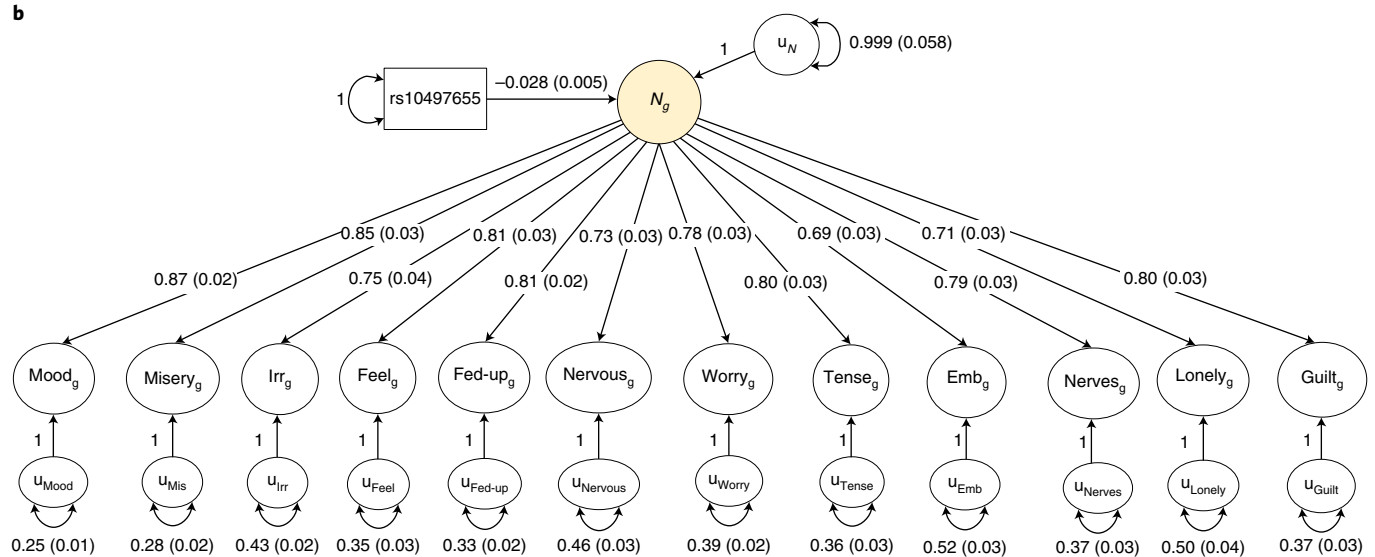 b
u_N
0.999 (0.058)
1
1
rs10497655
–0.028 (0.005)
N_g
0.85 (0.03)
0.81 (0.03)
0.73 (0.03)
0.78 (0.03)
0.69 (0.03)
0.71 (0.03)
0.87 (0.02)
0.75 (0.04)
0.81 (0.02)
0.80 (0.03)
0.79 (0.03)
0.80 (0.03)
Mood_g
Misery_g
Irr_g
Feel_g
Fed-up_g
Nervous_g
Worry_g
Tense_g
Emb_g
Nerves_g
Lonely_g
Guilt_g
1
1
1
1
1
1
1
1
1
1
1
1
u_Mood
u_Mis
u_Irr
u_Feel
u_Fed-up
u_Nervous
u_Worry
u_Tense
u_Emb
u_Nerves
u_Lonely
u_Guilt
0.25 (0.01)
0.28 (0.02)
0.43 (0.02)
0.35 (0.03)
0.33 (0.02)
0.46 (0.03)
0.39 (0.02)
0.36 (0.03)
0.52 (0.03)
0.37 (0.03)
0.50 (0.04)
0.37 (0.03)